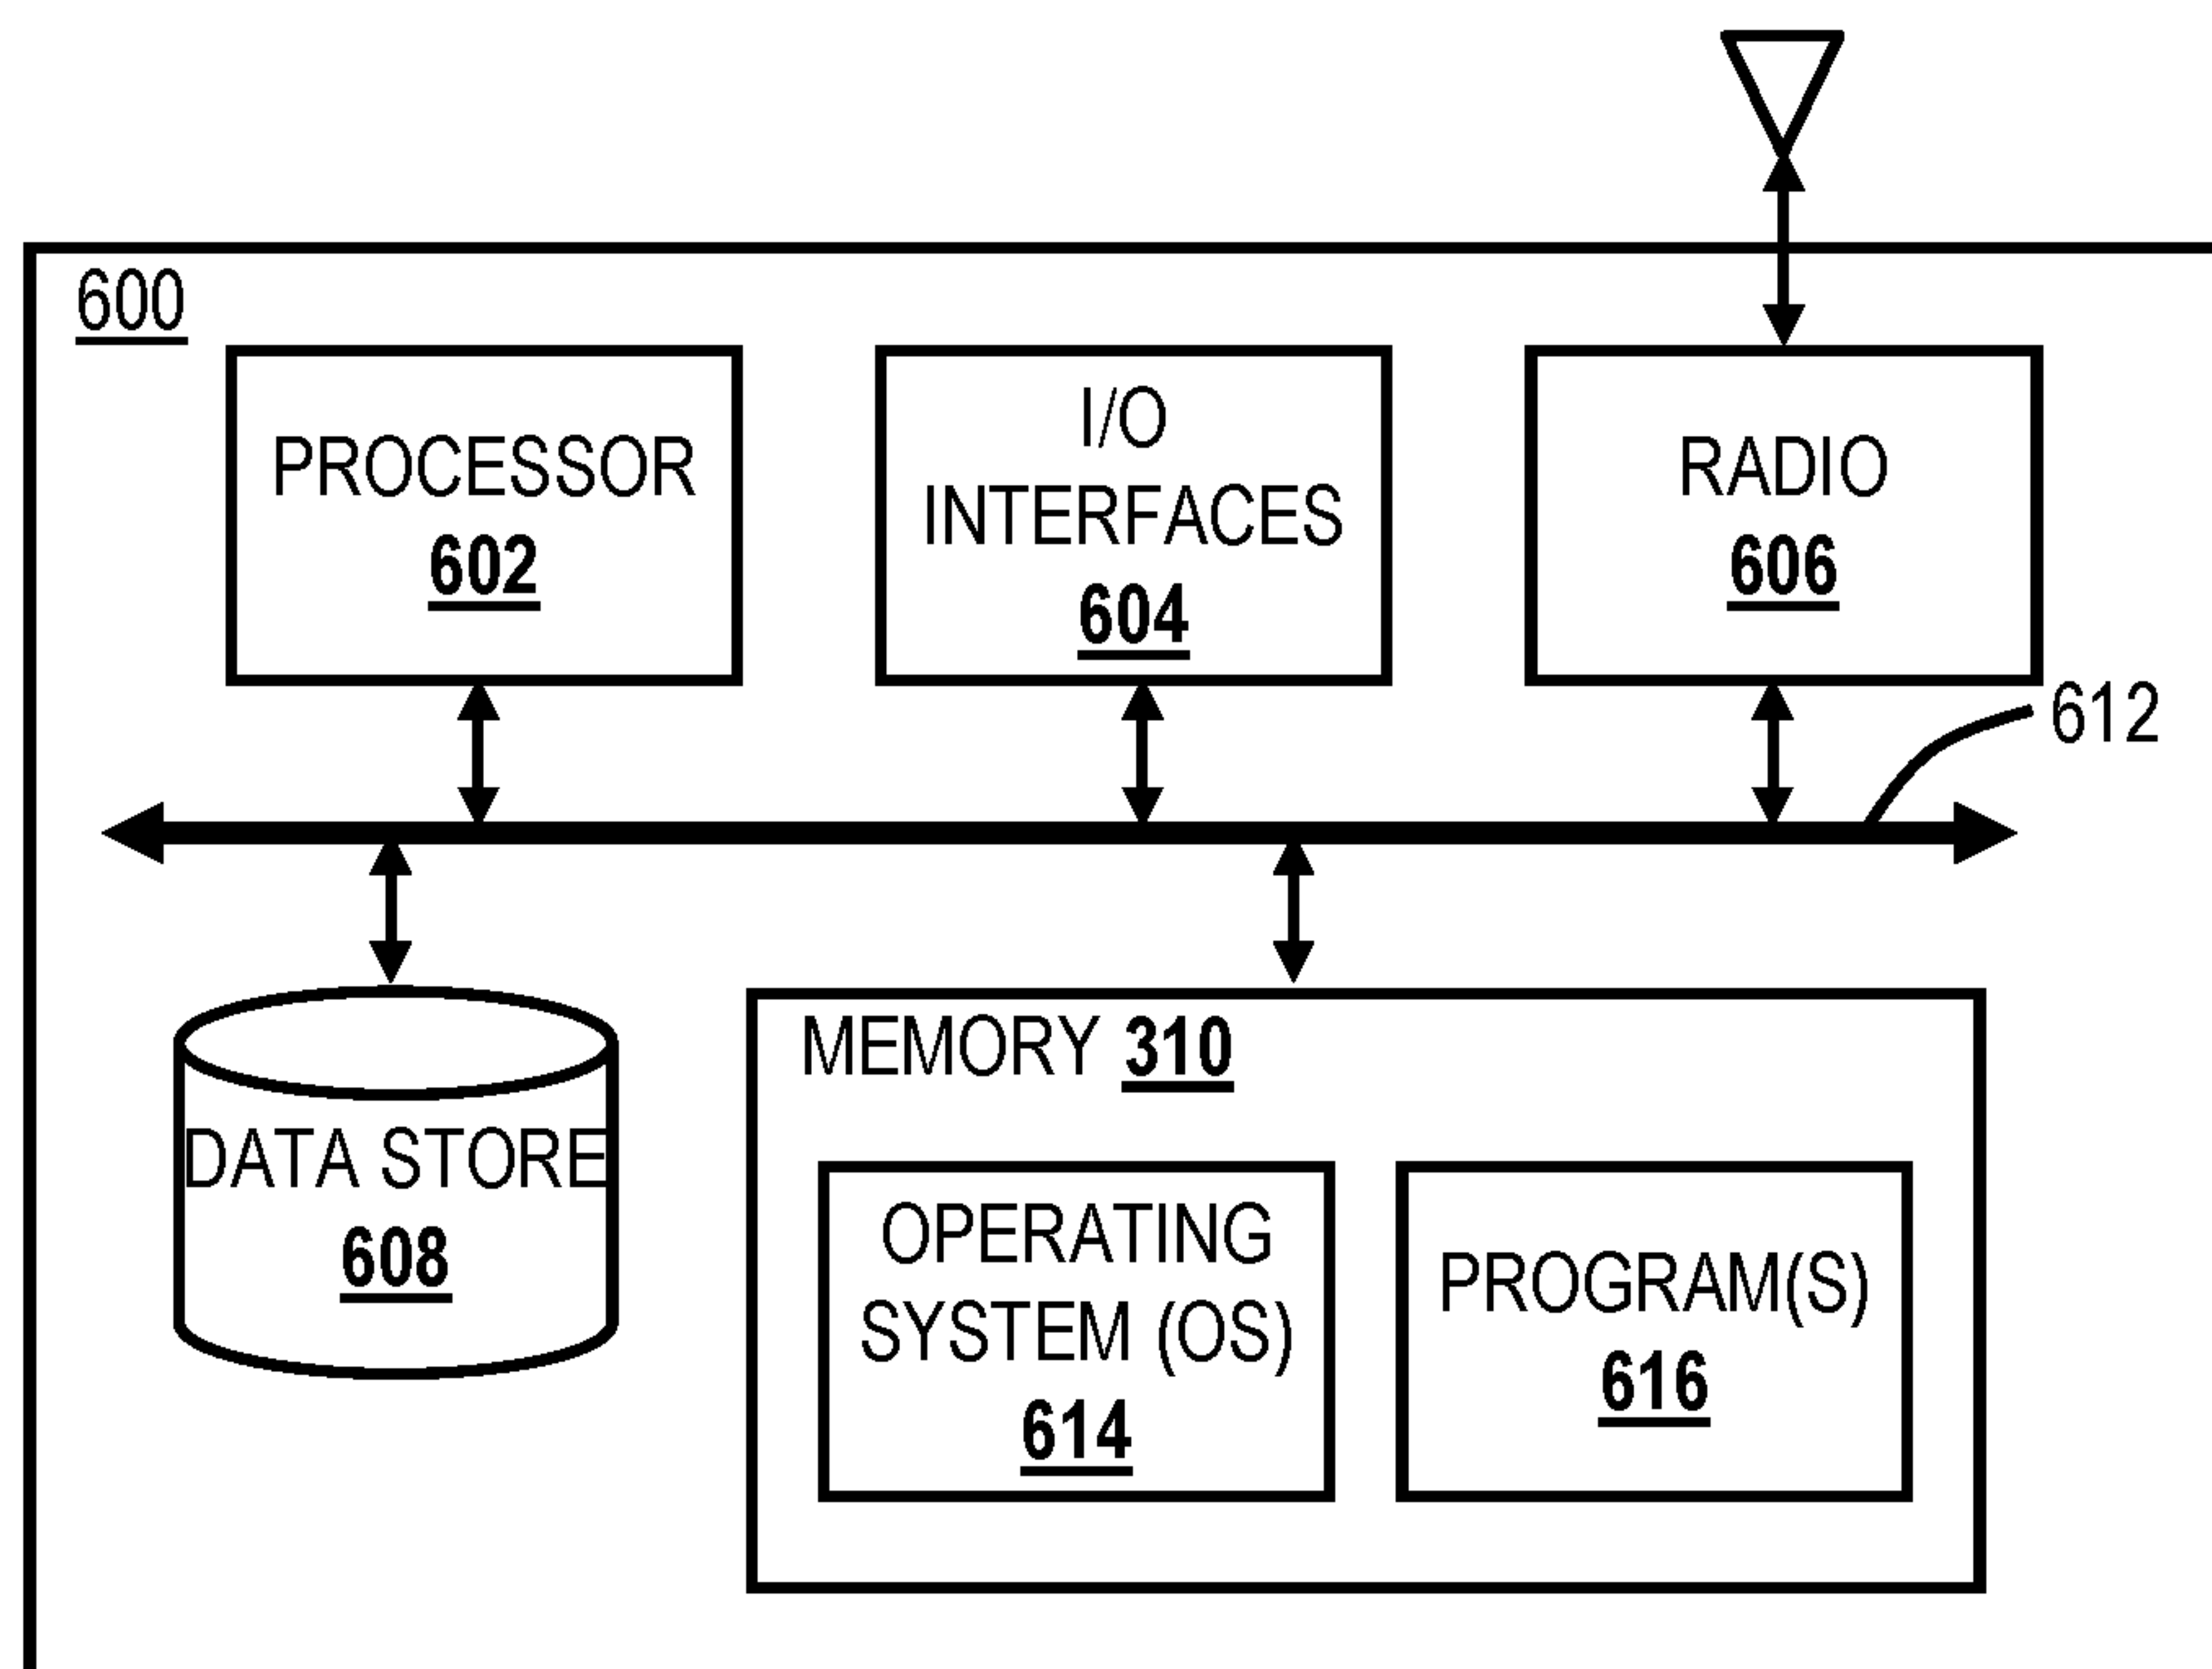 600
PROCESSOR
602
I/O
INTERFACES
604
RADIO
606
612
DATA STORE
608
MEMORY 310
OPERATING
SYSTEM (OS)
614
PROGRAM(S)
616